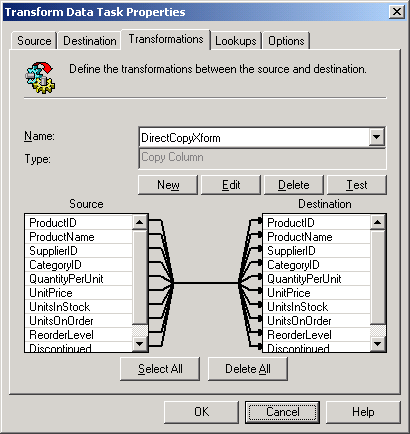 Transform Data Task Properties
Source Destination Transformations Lookups Options
Define the transformations between the source and destination.
Name: DirectCopyXform
Type: Copy Column
New Edit Delete Test
Source Destination
ProductID ProductID
ProductName ProductName
SupplierID SupplierID
CategoryID CategoryID
QuantityPerUnit QuantityPerUnit
UnitPrice UnitPrice
UnitsInStock UnitsInStock
UnitsOnOrder UnitsOnOrder
ReorderLevel ReorderLevel
Discontinued Discontinued
Select All Delete All
OK Cancel Help